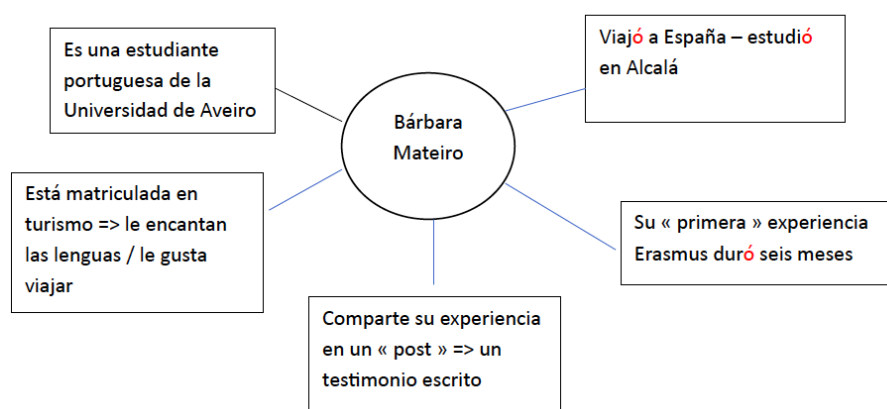 Es una estudiante
portuguesa de la
Universidad de Aveiro
Viajó a España – estudió
en Alcalá
Bárbara
Mateiro
Está matriculada en
turismo => le encantan
las lenguas / le gusta
viajar
Su « primera » experiencia
Erasmus duró seis meses
Comparte su experiencia
en un « post » => un
testimonio escrito